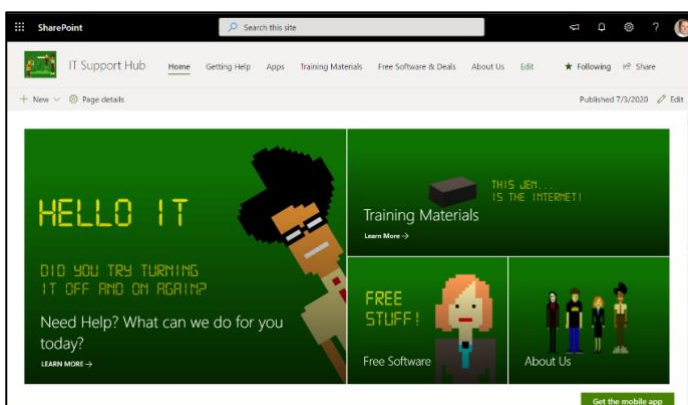 SharePoint
Search this site
?
IT Support Hub
Home
Getting Help
Apps
Training Materials
Free Software & Deals
About Us
Edit
★ Following
Share
+ New
Page details
Published 7/3/2020
Edit
HELLO IT
DID YOU TRY TURNING
IT OFF AND ON AGAIN?
Need Help? What can we do for you
today?
LEARN MORE →
THIS JEN...
IS THE INTERNET!
Training Materials
Learn More →
FREE
STUFF!
Free Software
About Us
Get the mobile app